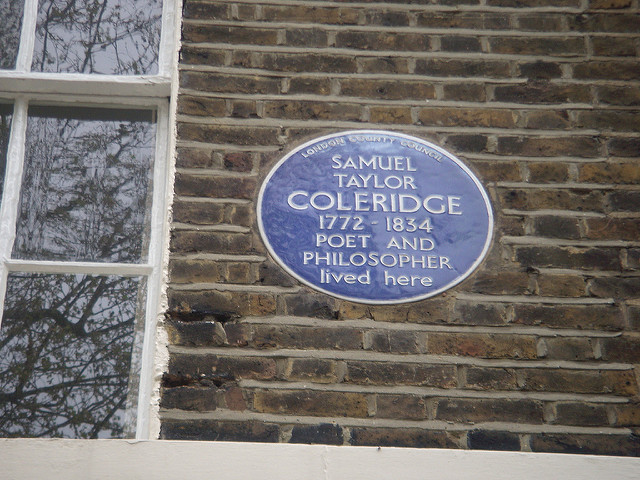 LONDON COUNTY COUNCIL
SAMUEL
TAYLOR
COLERIDGE
1772 - 1834
POET AND
PHILOSOPHER
lived here